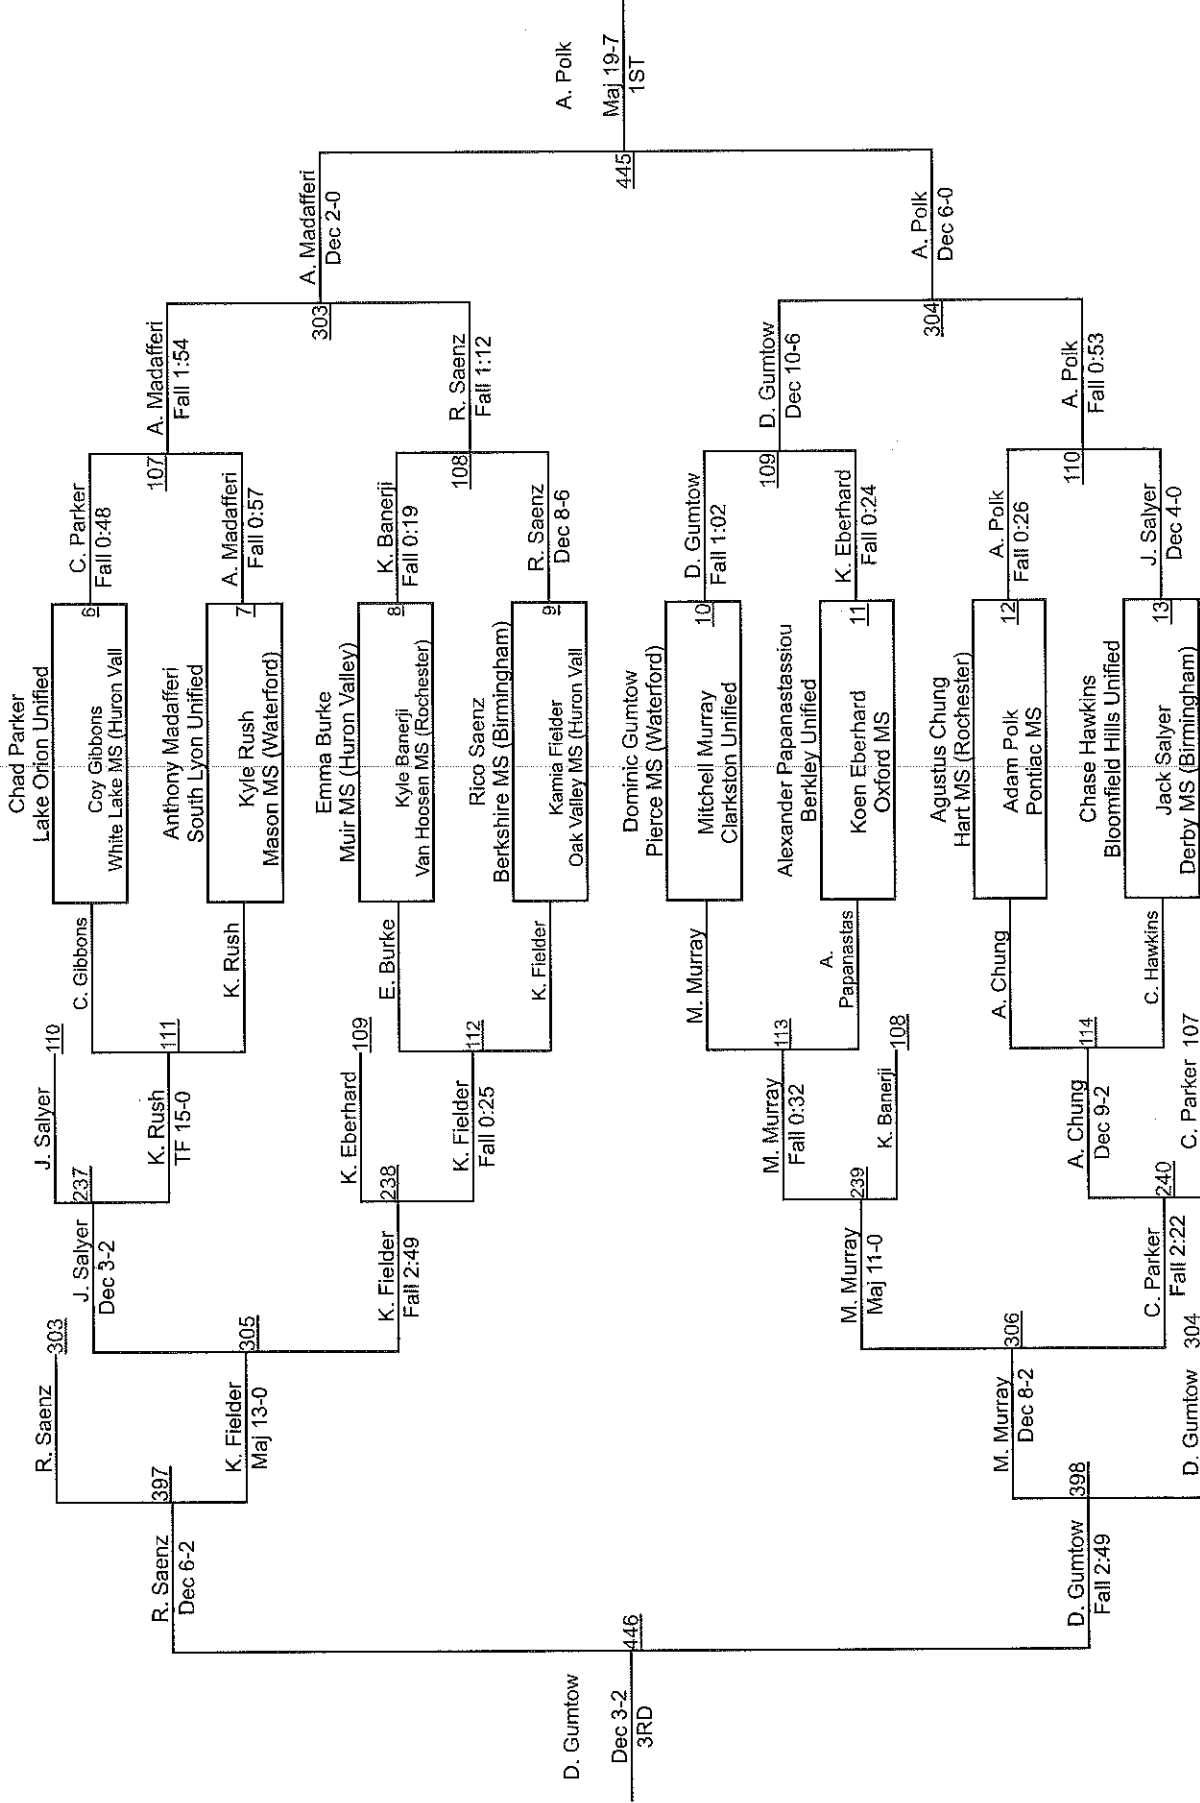 Chad Parker
Lake Orion Unified
Coy Gibbons
White Lake MS (Huron Vall
6
Anthony Madafferi
South Lyon Unified
Kyle Rush
Mason MS (Waterford)
7
Emma Burke
Muir MS (Huron Valley)
Kyle Banerji
Van Hoosen MS (Rochester)
8
Rico Saenz
Berkshire MS (Birmingham)
Kamia Fielder
Oak Valley MS (Huron Vall
9
Dominic Gumtow
Pierce MS (Waterford)
Mitchell Murray
Clarkston Unified
10
Alexander Papanastassiou
Berkley Unified
Koen Eberhard
Oxford MS
11
Agustus Chung
Hart MS (Rochester)
Adam Polk
Pontiac MS
12
Chase Hawkins
Bloomfield Hills Unified
Jack Salyer
Derby MS (Birmingham)
13
C. Parker
Fall 0:48
107
A. Madafferi
Fall 0:57
K. Banerji
Fall 0:19
108
R. Saenz
Dec 8-6
D. Gumtow
Fall 1:02
109
K. Eberhard
Fall 0:24
A. Polk
Fall 0:26
110
J. Salyer
Dec 4-0
A. Madafferi
Fall 1:54
303
R. Saenz
Fall 1:12
D. Gumtow
Dec 10-6
304
A. Polk
Fall 0:53
A. Madafferi
Dec 2-0
445
A. Polk
Dec 6-0
A. Polk
Maj 19-7
1ST
C. Gibbons
111
K. Rush
E. Burke
112
K. Fielder
M. Murray
113
A.
Papanastas
A. Chung
114
C. Hawkins
J. Salyer
110
237
K. Rush
TF 15-0
K. Eberhard
109
238
K. Fielder
Fall 0:25
M. Murray
Fall 0:32
239
K. Banerji
108
A. Chung
Dec 9-2
240
C. Parker 107
R. Saenz
303
J. Salyer
Dec 3-2
305
K. Fielder
Fall 2:49
M. Murray
Maj 11-0
306
C. Parker
Fall 2:22
397
K. Fielder
Maj 13-0
M. Murray
Dec 8-2
398
D. Gumtow 304
R. Saenz
Dec 6-2
446
D. Gumtow
Fall 2:49
D. Gumtow
Dec 3-2
3RD